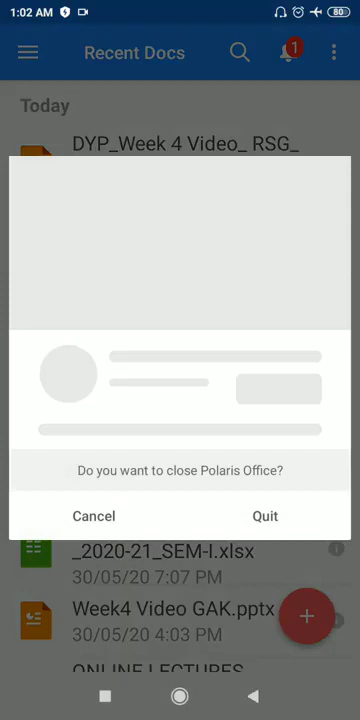 1:02 AM
80
Recent Docs
1
Today
DYP_Week 4 Video_ RSG_
Do you want to close Polaris Office?
Cancel
Quit
_2020-21_SEM-I.xlsx
30/05/20 7:07 PM
Week4 Video GAK.pptx
30/05/20 4:03 PM
ONLINE LECTURES